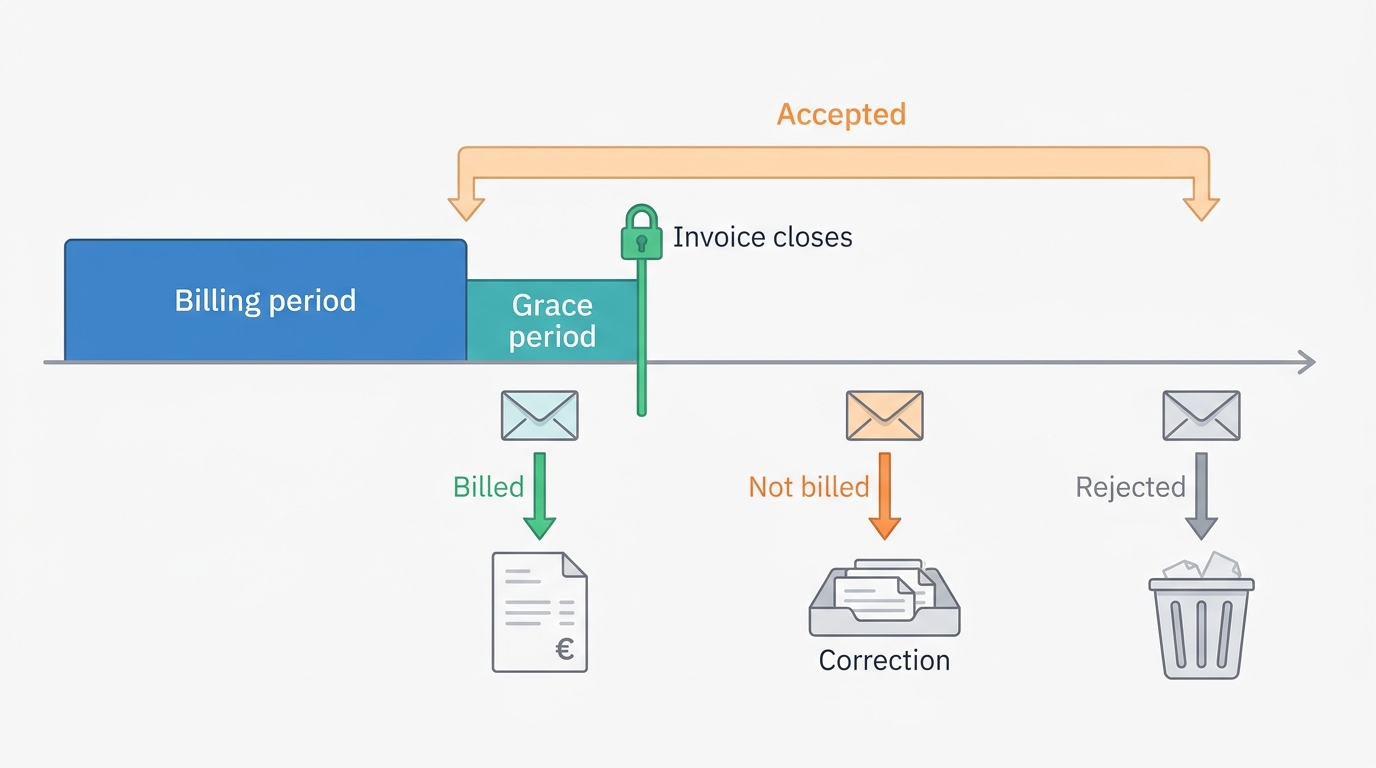 Accepted
Invoice closes
Billing period
Grace
period
Billed
Not billed
Rejected
€
Correction